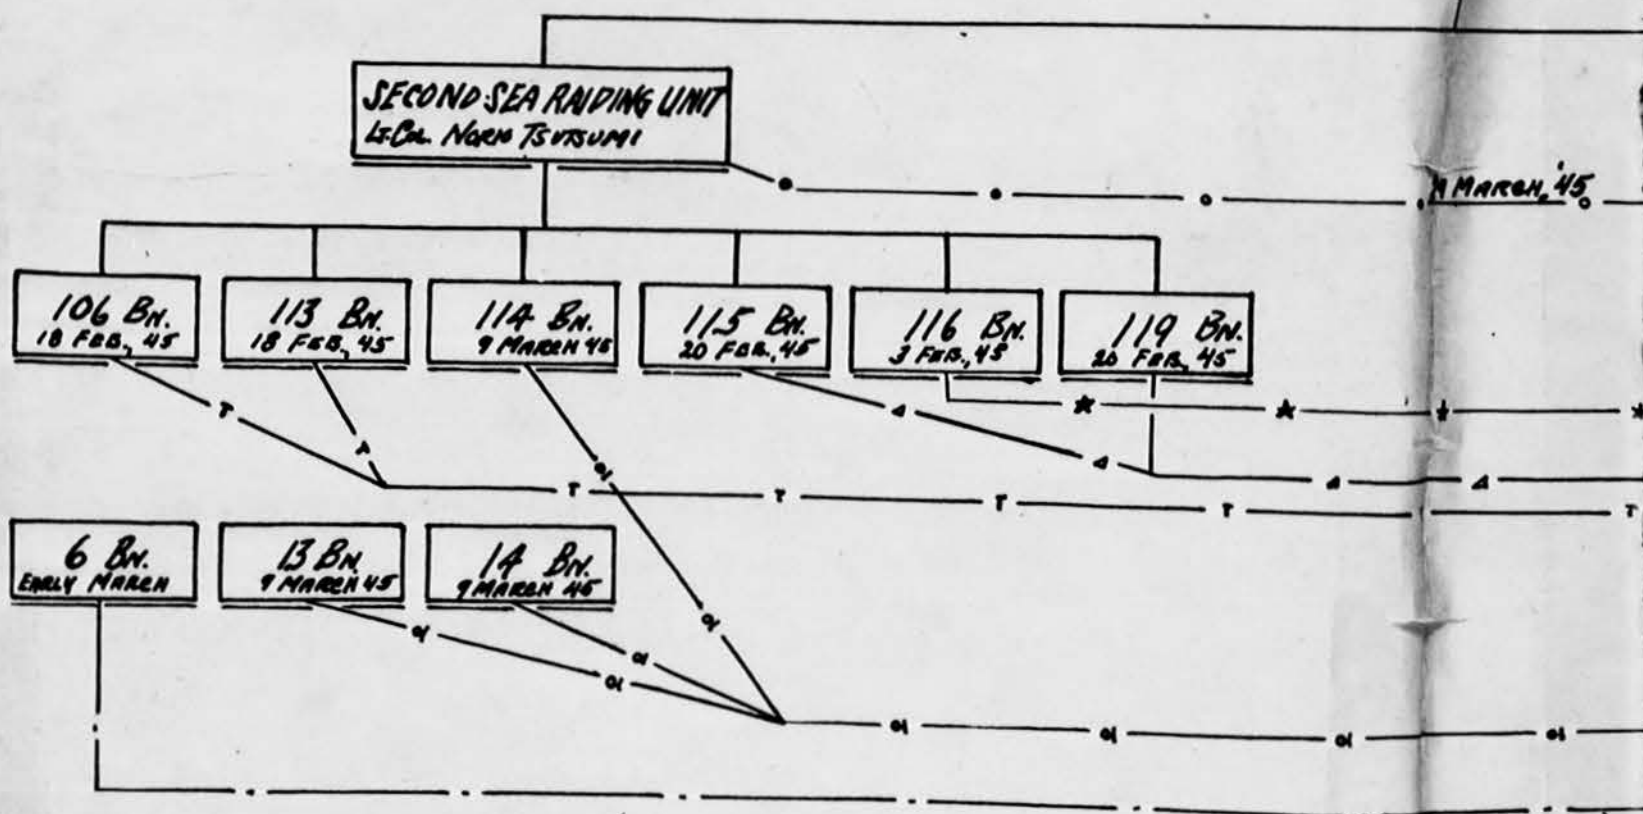 SECOND SEA RAIDING UNIT
Lt. Col. NORIO TSUTSUMI
MARCH, '45
106 BN.
18 FEB., 45
113 BN.
18 FEB., 45
114 BN.
9 MARCH 45
115 BN.
20 FEB., 45
116 BN.
3 FEB., 45
119 BN.
20 FEB., 45
6 BN.
EARLY MARCH
13 BN.
9 MARCH 45
14 BN.
9 MARCH 45